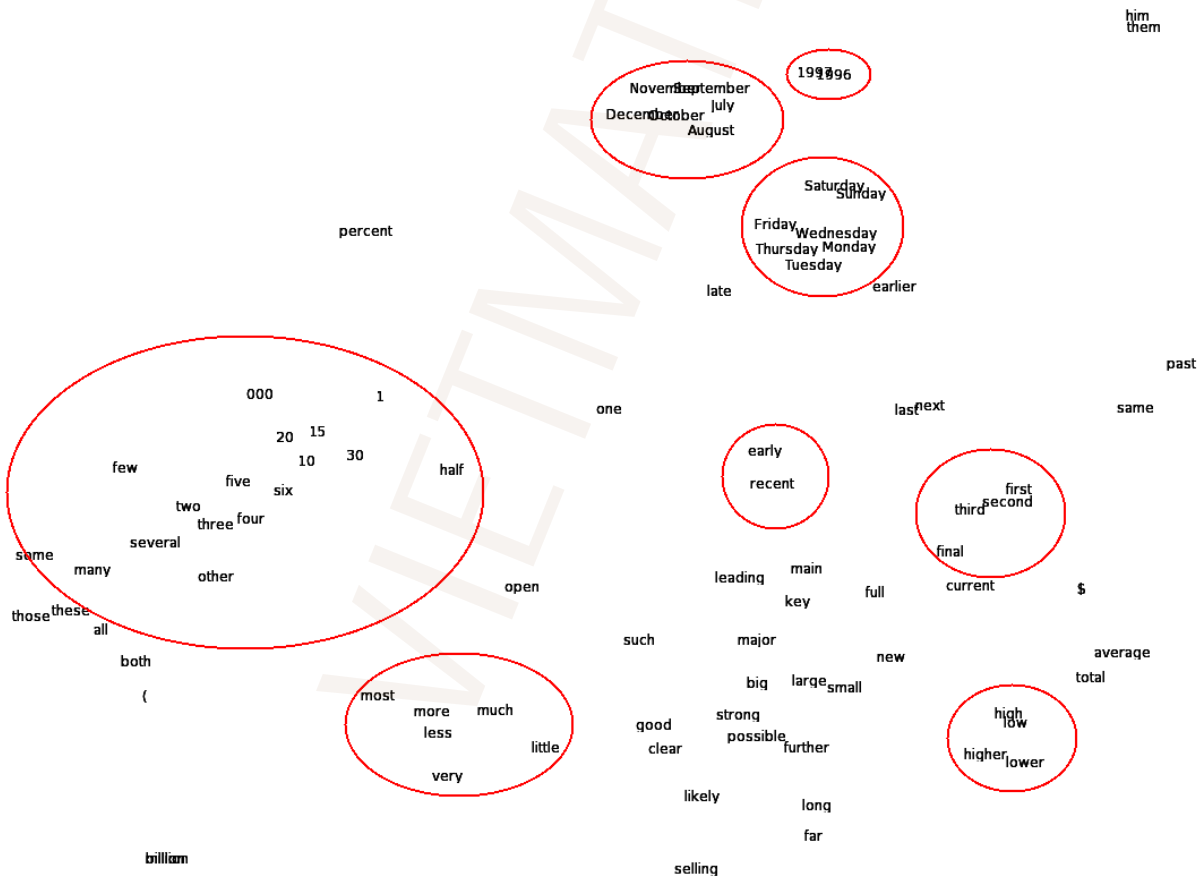 him
them
1997
1996
November
September
July
December
October
August
Saturday
Sunday
Friday
Wednesday
Thursday
Monday
Tuesday
percent
late
earlier
past
000
1
one
last
next
same
20
15
early
10
30
few
half
five
six
recent
first
second
third
two
three
four
several
some
final
many
other
leading
main
open
key
full
current
$
those
these
all
such
major
both
new
average
(
big
large
small
total
most
more
much
less
little
very
good
strong
clear
possible
further
high
low
higher
lower
likely
long
far
billion
selling